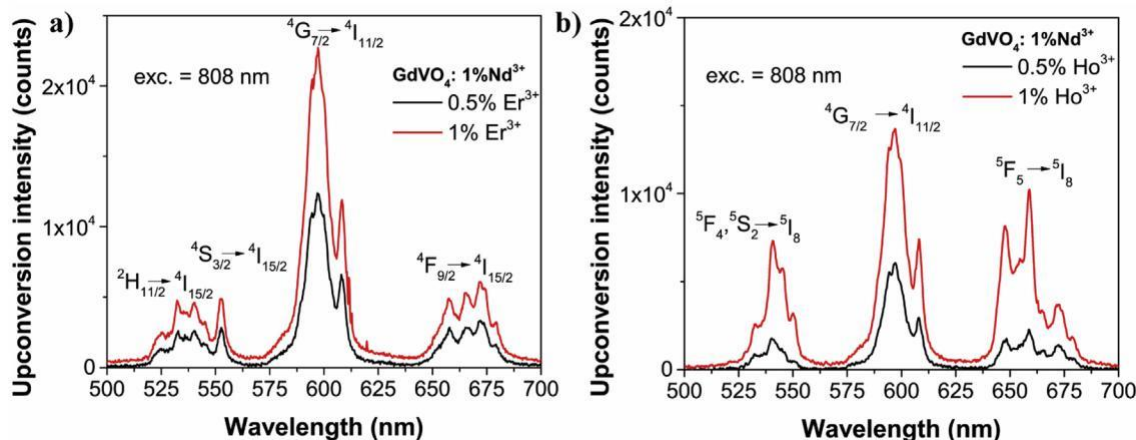 a)
Upconversion intensity (counts)
2x10⁴
1x10⁴
0
exc. = 808 nm
⁴G₇/₂ → ⁴I₁₁/₂
GdVO₄: 1%Nd³⁺
0.5% Er³⁺
1% Er³⁺
⁴S₃/₂ → ⁴I₁₅/₂
²H₁₁/₂ → ⁴I₁₅/₂
⁴F₉/₂ → ⁴I₁₅/₂
500 525 550 575 600 625 650 675 700
Wavelength (nm)
b)
Upconversion intensity (counts)
2x10⁴
1x10⁴
0
exc. = 808 nm
GdVO₄: 1%Nd³⁺
0.5% Ho³⁺
1% Ho³⁺
⁴G₇/₂ → ⁴I₁₁/₂
⁵F₅ → ⁵I₈
⁵F₄,⁵S₂ → ⁵I₈
500 525 550 575 600 625 650 675 700
Wavelength (nm)